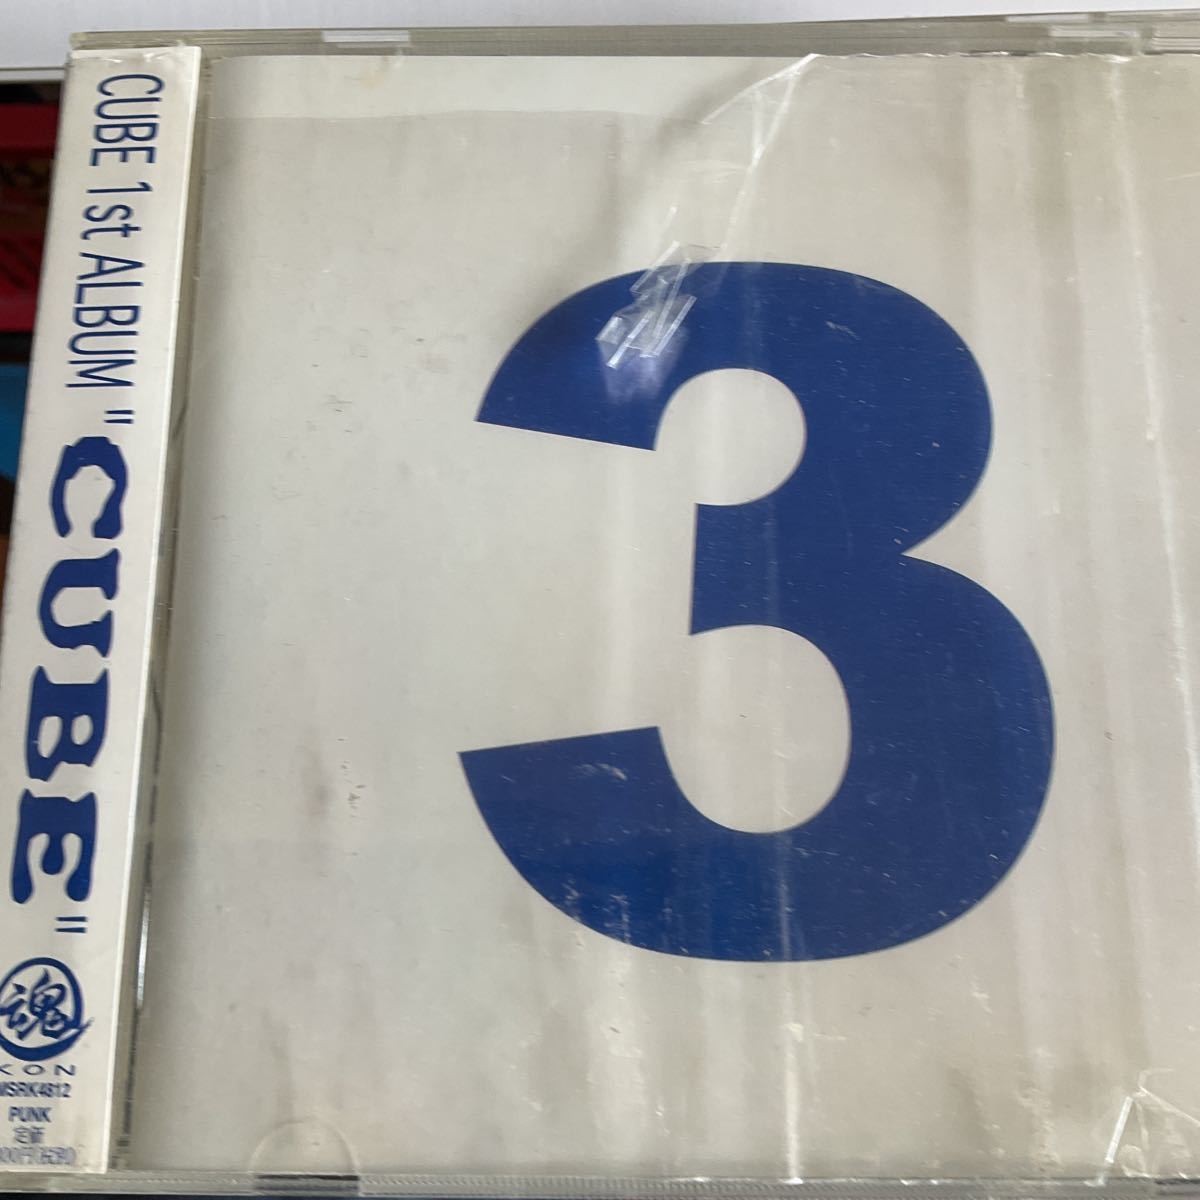 CUBE 1st ALBUM "CUBE"
魂
KON
MSRK4812
PUNK
定価
3